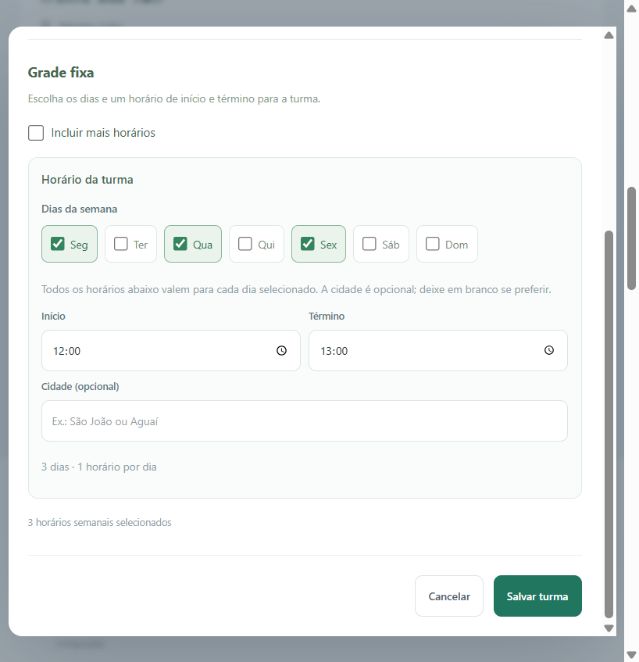 Grade fixa
Escolha os dias e um horário de início e término para a turma.
Incluir mais horários
Horário da turma
Dias da semana
Seg Ter Qua Qui Sex Sáb Dom
Todos os horários abaixo valem para cada dia selecionado. A cidade é opcional; deixe em branco se preferir.
Início Término
12:00 13:00
Cidade (opcional)
Ex.: São João ou Aguaí
3 dias · 1 horário por dia
3 horários semanais selecionados
Cancelar Salvar turma